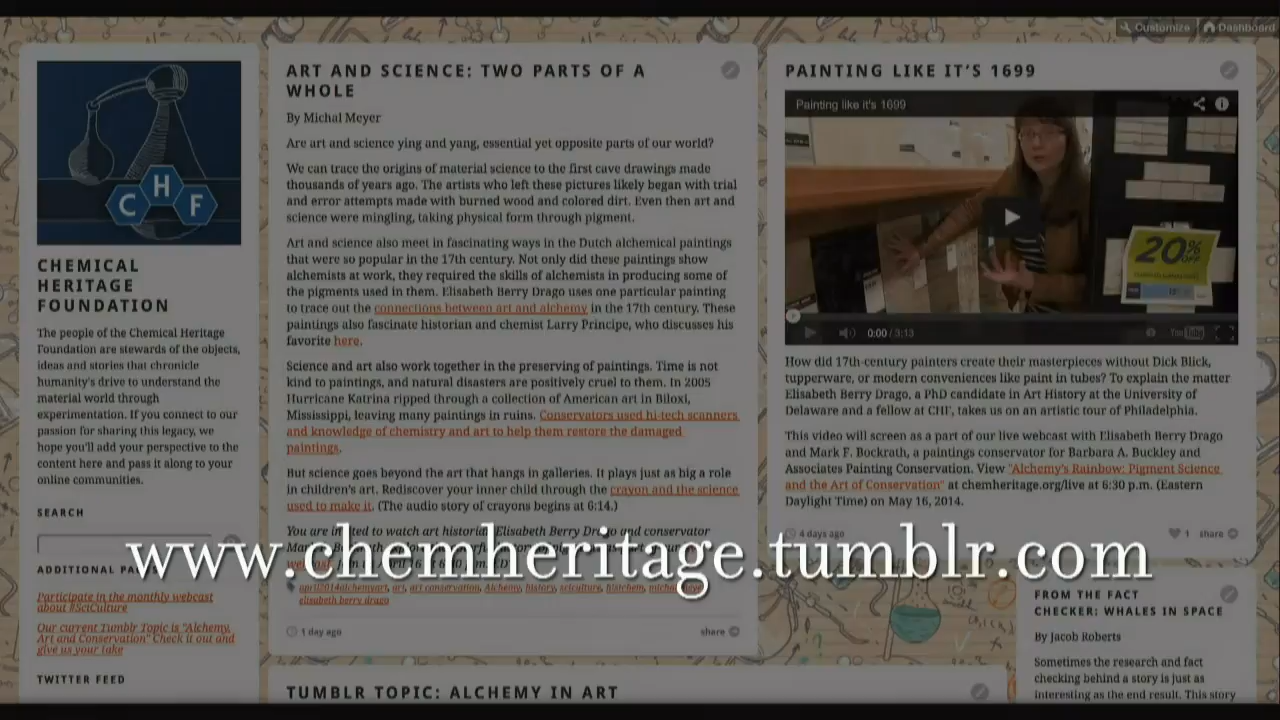 Customize Dashboard
C H F
CHEMICAL
HERITAGE
FOUNDATION
The people of the Chemical Heritage
Foundation are stewards of the objects,
ideas and stories that chronicle
humanity's drive to understand the
material world through
experimentation. If you connect to our
passion for sharing this legacy, we
hope you'll add your perspective to the
content here and pass it along to your
online communities.
SEARCH
ADDITIONAL PA
Participate in the monthly webcast
about #SciCulture
Our current Tumblr Topic is "Alchemy,
Art and Conservation" Check it out and
give us your take
TWITTER FEED
ART AND SCIENCE: TWO PARTS OF A
WHOLE
By Michal Meyer
Are art and science ying and yang, essential yet opposite parts of our world?
We can trace the origins of material science to the first cave drawings made
thousands of years ago. The artists who left these pictures likely began with trial
and error attempts made with burned wood and colored dirt. Even then art and
science were mingling, taking physical form through pigment.
Art and science also meet in fascinating ways in the Dutch alchemical paintings
that were so popular in the 17th century. Not only did these paintings show
alchemists at work, they required the skills of alchemists in producing some of
the pigments used in them. Elisabeth Berry Drago uses one particular painting
to trace out the connections between art and alchemy in the 17th century. These
paintings also fascinate historian and chemist Larry Principe, who discusses his
favorite here.
Science and art also work together in the preserving of paintings. Time is not
kind to paintings, and natural disasters are positively cruel to them. In 2005
Hurricane Katrina ripped through a collection of American art in Biloxi,
Mississippi, leaving many paintings in ruins. Conservators used hi-tech scanners
and knowledge of chemistry and art to help them restore the damaged
paintings.
But science goes beyond the art that hangs in galleries. It plays just as big a role
in children's art. Rediscover your inner child through the crayon and the science
used to make it. (The audio story of crayons begins at 6:14.)
You are invited to watch art historian Elisabeth Berry Drago and conservator
april2014alchemyart, art, art conservation, Alchemy, history, sciculture, histchem,
elisabeth berry drago
1 day ago share
TUMBLR TOPIC: ALCHEMY IN ART
PAINTING LIKE IT'S 1699
Painting like it's 1699
20% OFF
0:00 / 3:13 YouTube
How did 17th-century painters create their masterpieces without Dick Blick,
tupperware, or modern conveniences like paint in tubes? To explain the matter
Elisabeth Berry Drago, a PhD candidate in Art History at the University of
Delaware and a fellow at CHF, takes us on an artistic tour of Philadelphia.
This video will screen as a part of our live webcast with Elisabeth Berry Drago
and Mark F. Bockrath, a paintings conservator for Barbara A. Buckley and
Associates Painting Conservation. View "Alchemy's Rainbow: Pigment Science
and the Art of Conservation" at chemheritage.org/live at 6:30 p.m. (Eastern
Daylight Time) on May 16, 2014.
4 days ago 1 share
www.chemheritage.tumblr.com
FROM THE FACT
CHECKER: WHALES IN SPACE
By Jacob Roberts
Sometimes the research and fact
checking behind a story is just as
interesting as the end result. This story